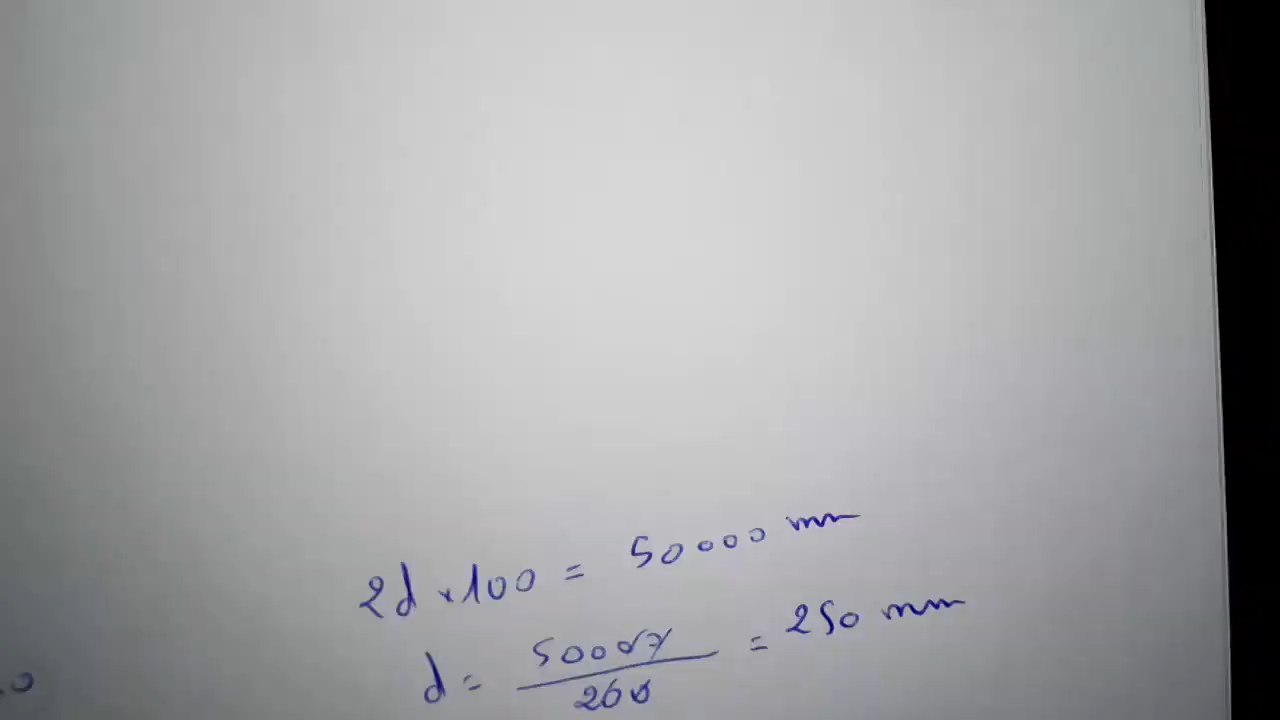 2d × 100 = 50000 mm
d = 50000 / 200 = 250 mm